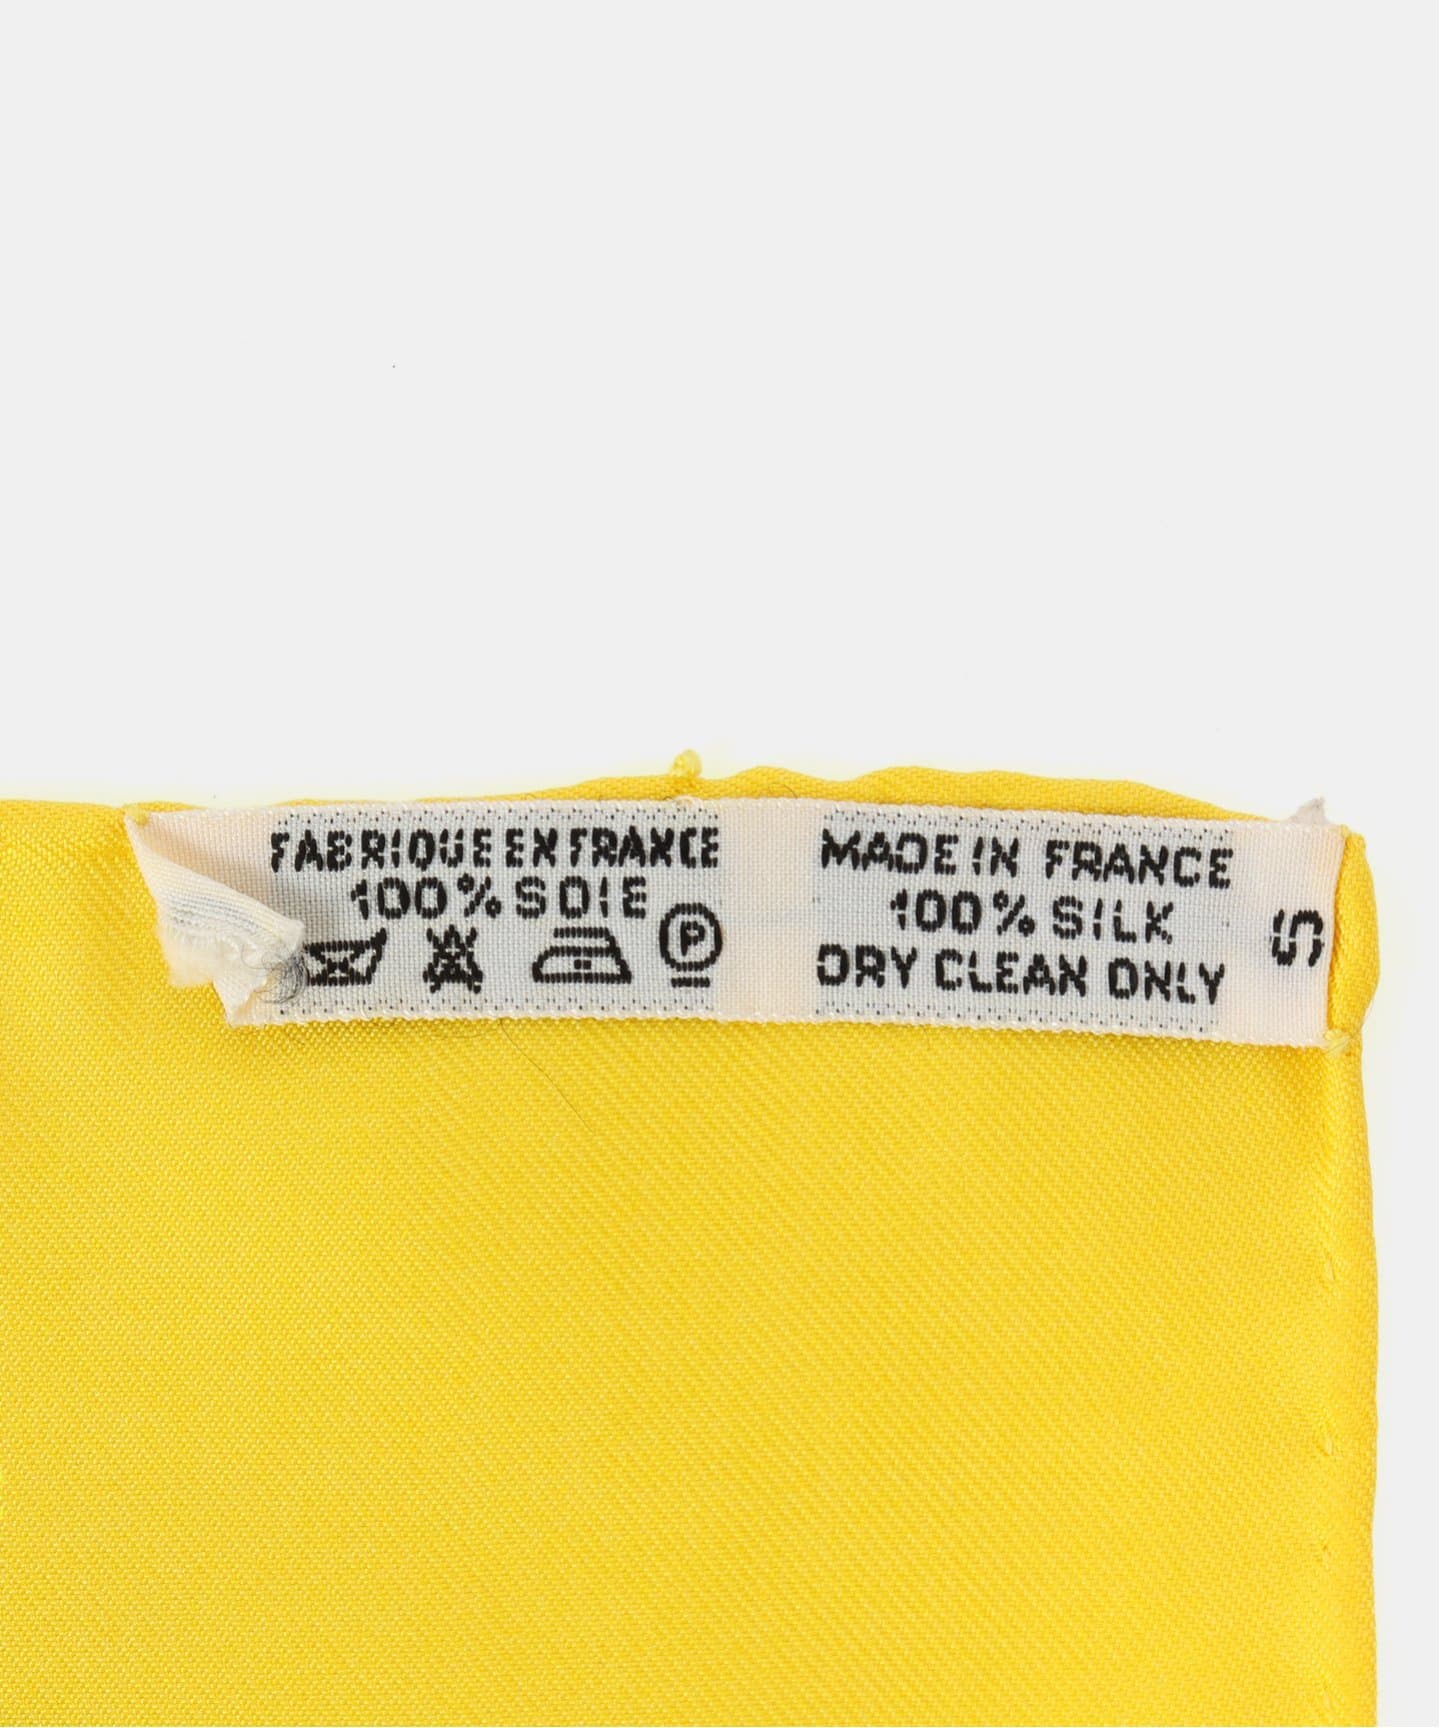 FABRIQUE EN FRANCE
100% SOIE
P
MADE IN FRANCE
100% SILK
DRY CLEAN ONLY
S